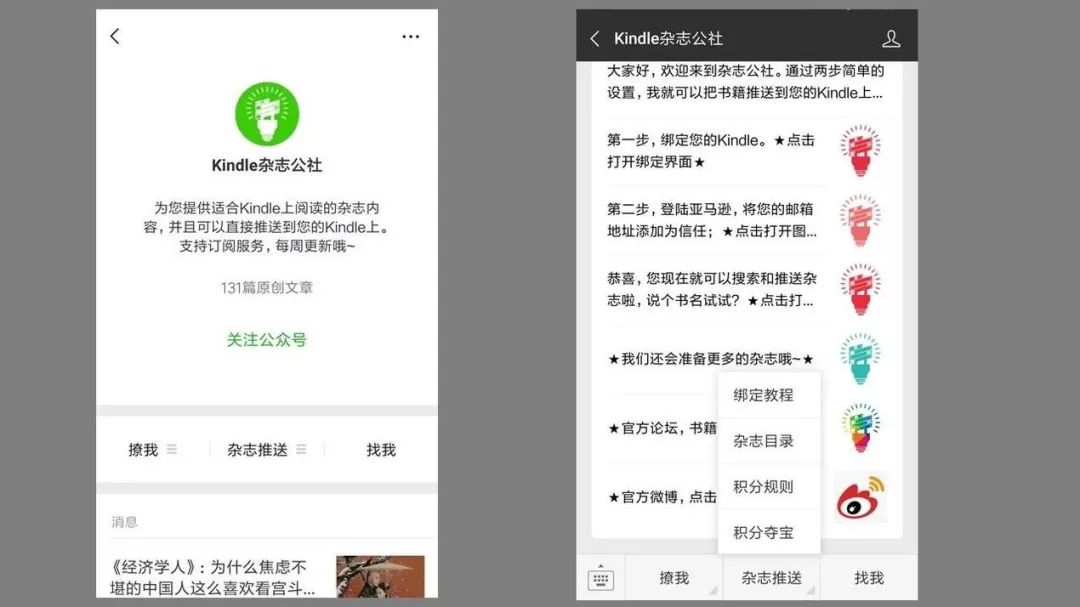 Kindle杂志公社
为您提供适合Kindle上阅读的杂志内
容，并且可以直接推送到您的Kindle上。
支持订阅服务，每周更新哦~
131篇原创文章
关注公众号
撩我
杂志推送
找我
消息
《经济学人》：为什么焦虑不
堪的中国人这么喜欢看宫斗...
Kindle杂志公社
大家好，欢迎来到杂志公社。通过两步简单的
设置，我就可以把书籍推送到您的Kindle上...
第一步，绑定您的Kindle。★点击
打开绑定界面★
第二步，登陆亚马逊，将您的邮箱
地址添加为信任；★点击打开图...
恭喜，您现在就可以搜索和推送杂
志啦，说个书名试试？★点击打...
★我们还会准备更多的杂志哦~★
★官方论坛，书籍
★官方微博，点击
绑定教程
杂志目录
积分规则
积分夺宝
撩我
杂志推送
找我